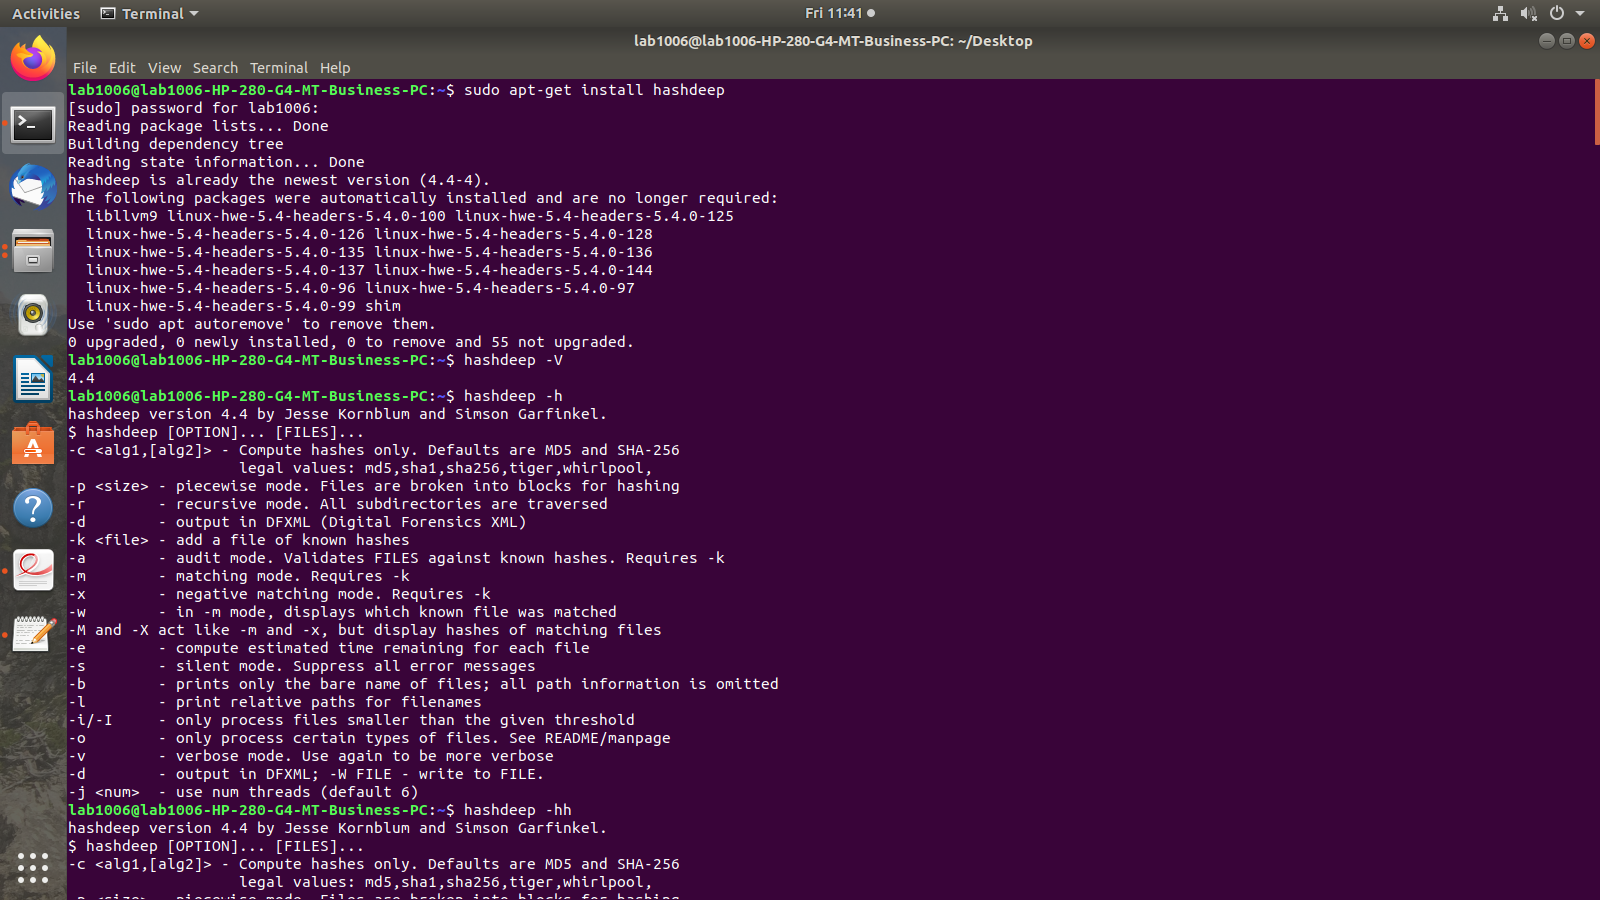 Activities
Terminal
Fri 11:41
lab1006@lab1006-HP-280-G4-MT-Business-PC: ~/Desktop
File Edit View Search Terminal Help
lab1006@lab1006-HP-280-G4-MT-Business-PC:~$ sudo apt-get install hashdeep
[sudo] password for lab1006:
Reading package lists... Done
Building dependency tree
Reading state information... Done
hashdeep is already the newest version (4.4-4).
The following packages were automatically installed and are no longer required:
  libllvm9 linux-hwe-5.4-headers-5.4.0-100 linux-hwe-5.4-headers-5.4.0-125
  linux-hwe-5.4-headers-5.4.0-126 linux-hwe-5.4-headers-5.4.0-128
  linux-hwe-5.4-headers-5.4.0-135 linux-hwe-5.4-headers-5.4.0-136
  linux-hwe-5.4-headers-5.4.0-137 linux-hwe-5.4-headers-5.4.0-144
  linux-hwe-5.4-headers-5.4.0-96 linux-hwe-5.4-headers-5.4.0-97
  linux-hwe-5.4-headers-5.4.0-99 shim
Use 'sudo apt autoremove' to remove them.
0 upgraded, 0 newly installed, 0 to remove and 55 not upgraded.
lab1006@lab1006-HP-280-G4-MT-Business-PC:~$ hashdeep -V
4.4
lab1006@lab1006-HP-280-G4-MT-Business-PC:~$ hashdeep -h
hashdeep version 4.4 by Jesse Kornblum and Simson Garfinkel.
$ hashdeep [OPTION]... [FILES]...
-c <alg1,[alg2]> - Compute hashes only. Defaults are MD5 and SHA-256
                   legal values: md5,sha1,sha256,tiger,whirlpool,
-p <size> - piecewise mode. Files are broken into blocks for hashing
-r        - recursive mode. All subdirectories are traversed
-d        - output in DFXML (Digital Forensics XML)
-k <file> - add a file of known hashes
-a        - audit mode. Validates FILES against known hashes. Requires -k
-m        - matching mode. Requires -k
-x        - negative matching mode. Requires -k
-w        - in -m mode, displays which known file was matched
-M and -X act like -m and -x, but display hashes of matching files
-e        - compute estimated time remaining for each file
-s        - silent mode. Suppress all error messages
-b        - prints only the bare name of files; all path information is omitted
-l        - print relative paths for filenames
-i/-I     - only process files smaller than the given threshold
-o        - only process certain types of files. See README/manpage
-v        - verbose mode. Use again to be more verbose
-d        - output in DFXML; -W FILE - write to FILE.
-j <num>  - use num threads (default 6)
lab1006@lab1006-HP-280-G4-MT-Business-PC:~$ hashdeep -hh
hashdeep version 4.4 by Jesse Kornblum and Simson Garfinkel.
$ hashdeep [OPTION]... [FILES]...
-c <alg1,[alg2]> - Compute hashes only. Defaults are MD5 and SHA-256
                   legal values: md5,sha1,sha256,tiger,whirlpool,
-p <size> - piecewise mode. Files are broken into blocks for hashing